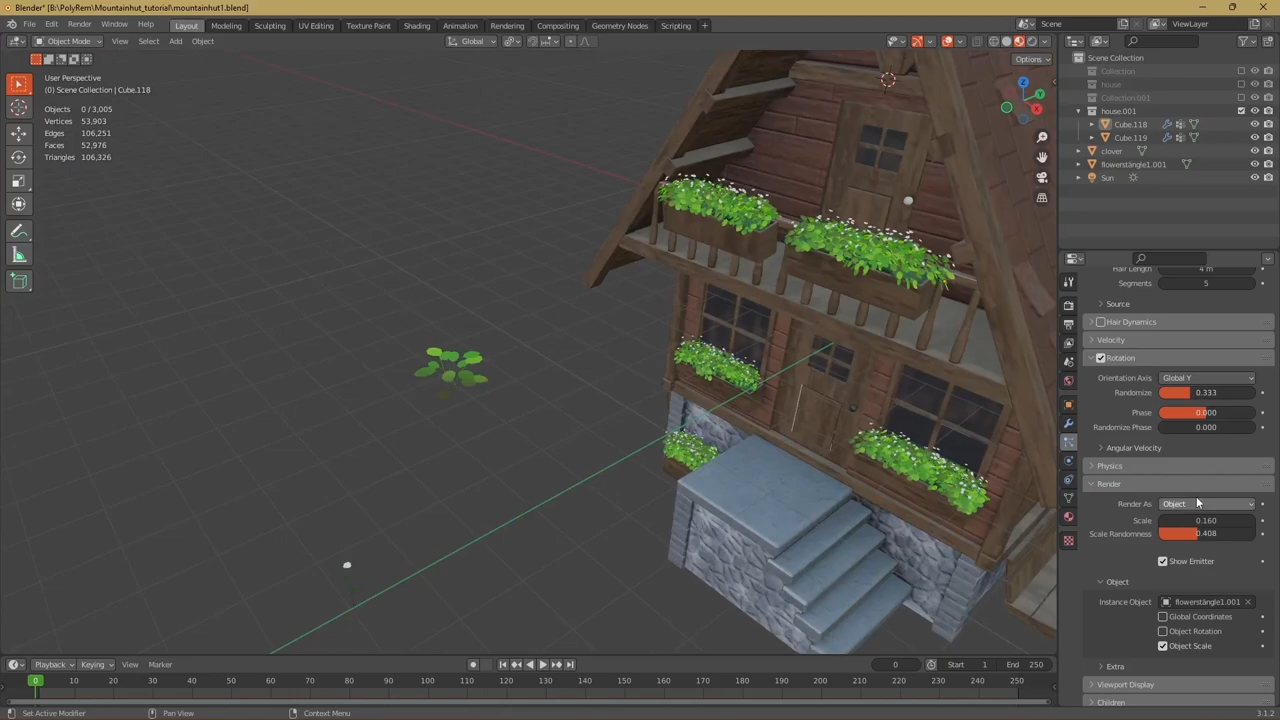 Blender* [B:\PolyRem\Mountainhut_tutorial\mountainhut1.blend]
File Edit Render Window Help Layout Modeling Sculpting UV Editing Texture Paint Shading Animation Rendering Compositing Geometry Nodes Scripting + Scene ViewLayer
Object Mode View Select Add Object Global
Options
User Perspective
(0) Scene Collection | Cube.118
Objects 0 / 3,005
Vertices 53,903
Edges 106,251
Faces 52,976
Triangles 106,326
Z
Y
X
Scene Collection
Collection
house
Collection.001
house.001
Cube.118
Cube.119
clover
flowerstängle1.001
Sun
Hair Length 4 m
Segments 5
Source
Hair Dynamics
Velocity
Rotation
Orientation Axis Global Y
Randomize 0.333
Phase 0.000
Randomize Phase 0.000
Angular Velocity
Physics
Render
Render As Object
Scale 0.160
Scale Randomness 0.408
Show Emitter
Object
Instance Object flowerstängle1.001
Global Coordinates
Object Rotation
Object Scale
Extra
Viewport Display
Children
Playback Keying View Marker 0 Start 1 End 250
0 10 20 30 40 50 60 70 80 90 100 110 120 130 140 150 160 170 180 190 200 210 220 230 240 250
Set Active Modifier Pan View Context Menu 3.1.2